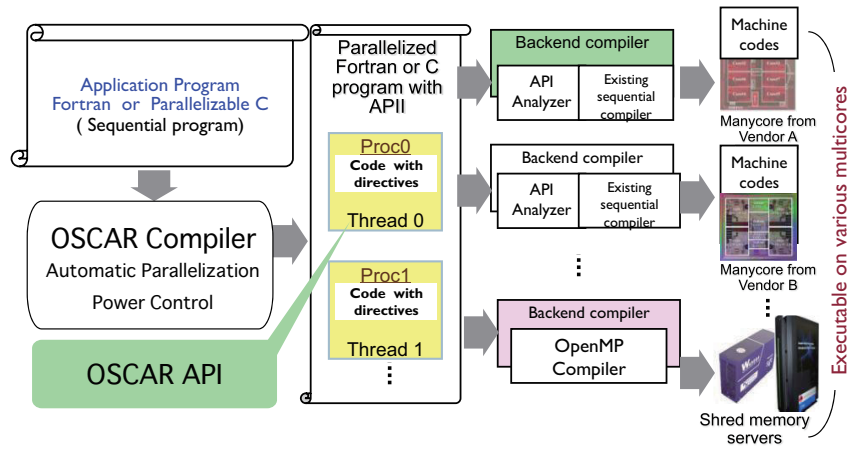 Application Program
Fortran or Parallelizable C
( Sequential program)
OSCAR Compiler
Automatic Parallelization
Power Control
OSCAR API
Parallelized
Fortran or C
program with
APII
Proc0
Code with
directives
Thread 0
Proc1
Code with
directives
Thread 1
Backend compiler
API
Analyzer
Existing
sequential
compiler
Backend compiler
API
Analyzer
Existing
sequential
compiler
Backend compiler
OpenMP
Compiler
Machine
codes
Manycore from
Vendor A
Machine
codes
Manycore from
Vendor B
Shred memory
servers
Executable on various multicores